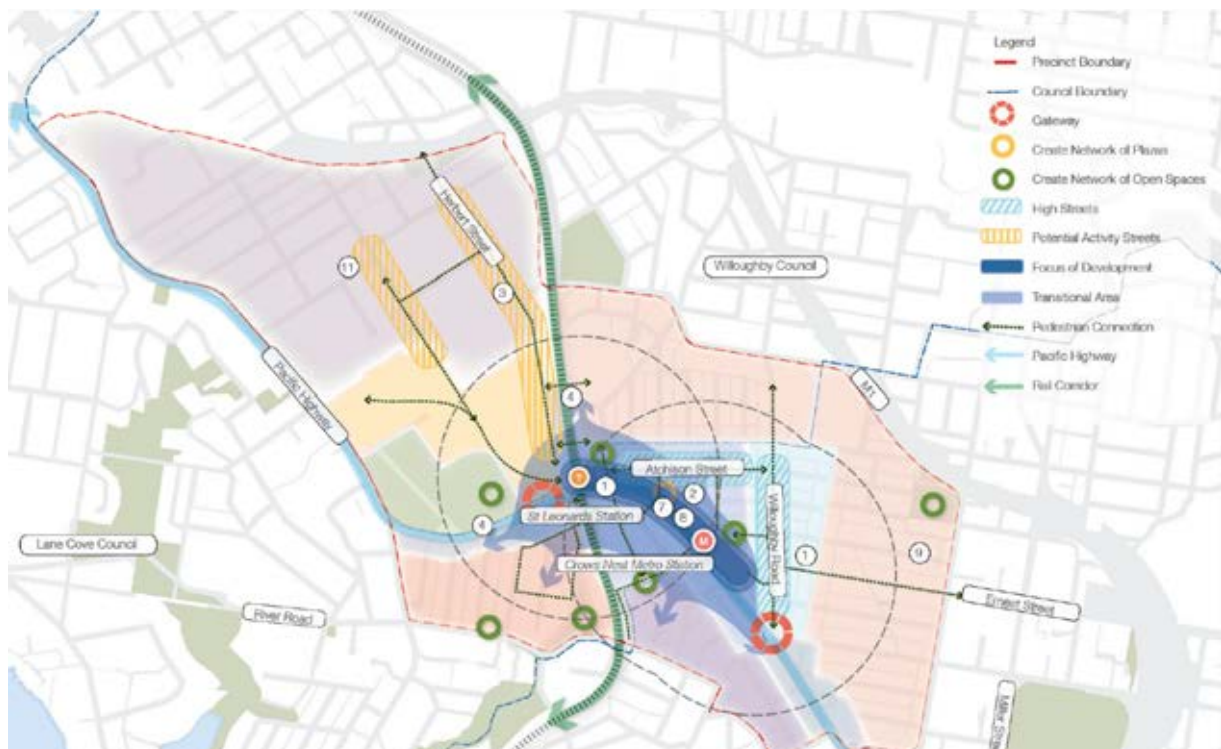 Legend
Precinct Boundary
Council Boundary
Gateway
Create Network of Plazas
Create Network of Open Spaces
High Streets
Potential Activity Streets
Focus of Development
Transitional Area
Pedestrian Connection
Pacific Highway
Rail Corridor
Herbert Street
11
3
Willoughby Council
Pacific Highway
M1
4
Atchison Street
T
1
2
7
8
St Leonards Station
4
M
Willoughby Road
1
9
Lane Cove Council
Crows Nest Metro Station
River Road
Ernest Street
Miller Stre